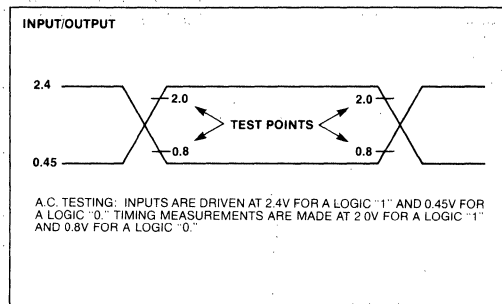 INPUT/OUTPUT
2.4
2.0
2.0
TEST POINTS
0.8
0.8
0.45
A.C. TESTING: INPUTS ARE DRIVEN AT 2.4V FOR A LOGIC "1" AND 0.45V FOR
A LOGIC "0." TIMING MEASUREMENTS ARE MADE AT 2 0V FOR A LOGIC "1"
AND 0.8V FOR A LOGIC "0."